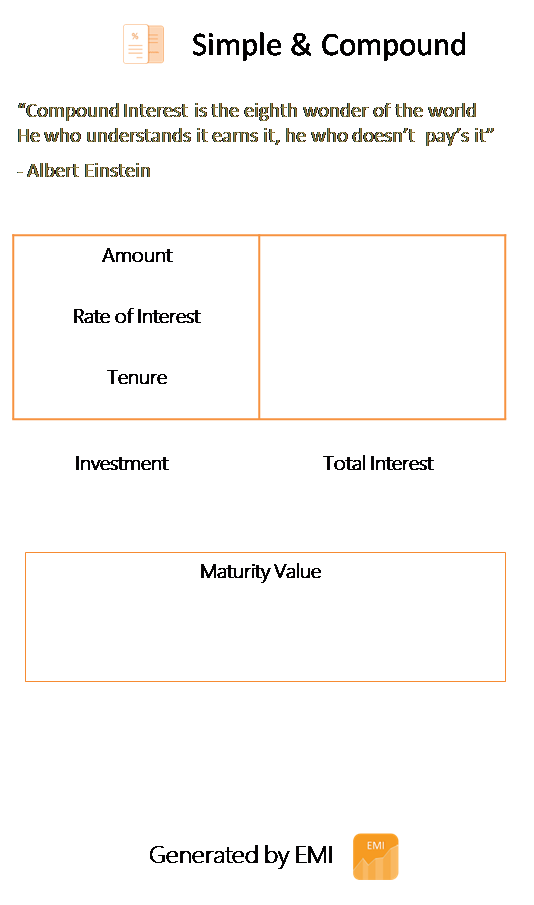 %
Simple & Compound
“Compound Interest is the eighth wonder of the world
He who understands it earns it, he who doesn’t  pay’s it”
- Albert Einstein
Amount
Rate of Interest
Tenure
Investment
Total Interest
Maturity Value
Generated by EMI
EMI